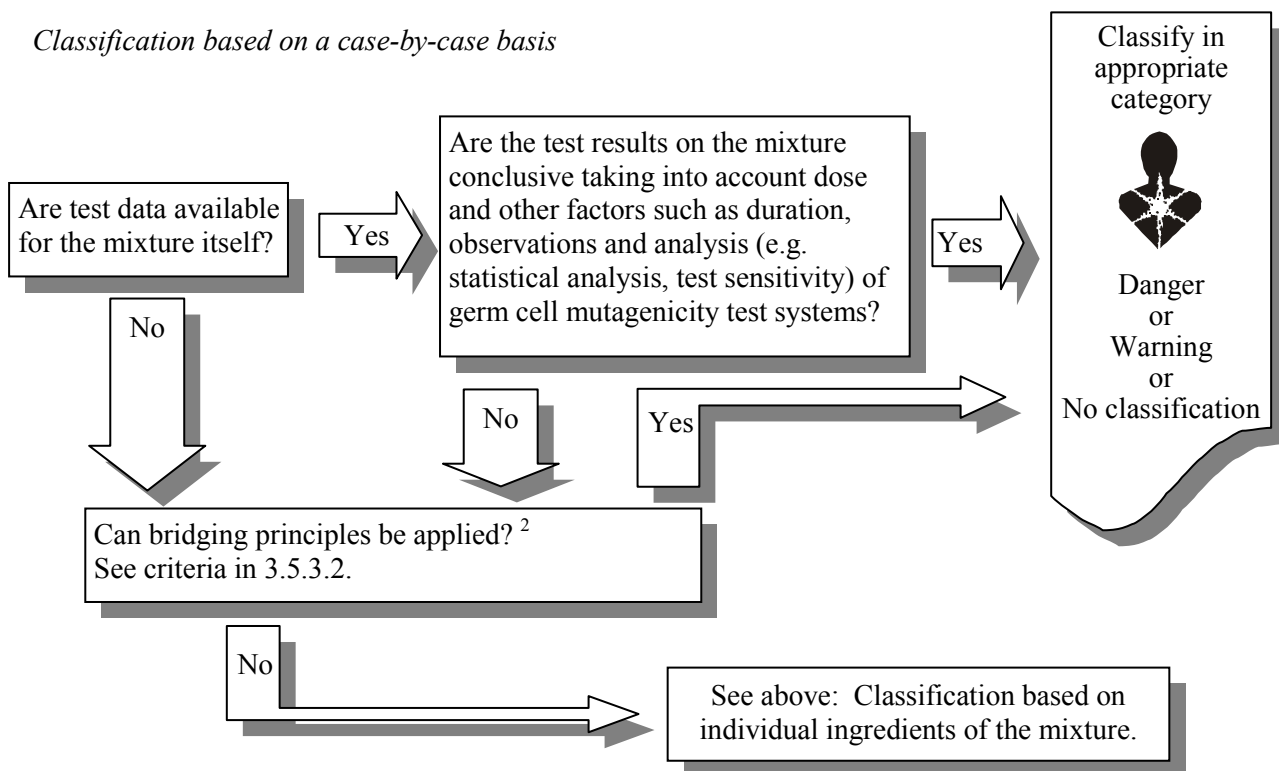 Classification based on a case-by-case basis
Are test data available
for the mixture itself?
Yes
Are the test results on the mixture
conclusive taking into account dose
and other factors such as duration,
observations and analysis (e.g.
statistical analysis, test sensitivity) of
germ cell mutagenicity test systems?
Yes
Classify in
appropriate
category
Danger
or
Warning
or
No classification
No
No
Yes
Can bridging principles be applied? 2
See criteria in 3.5.3.2.
No
See above: Classification based on
individual ingredients of the mixture.